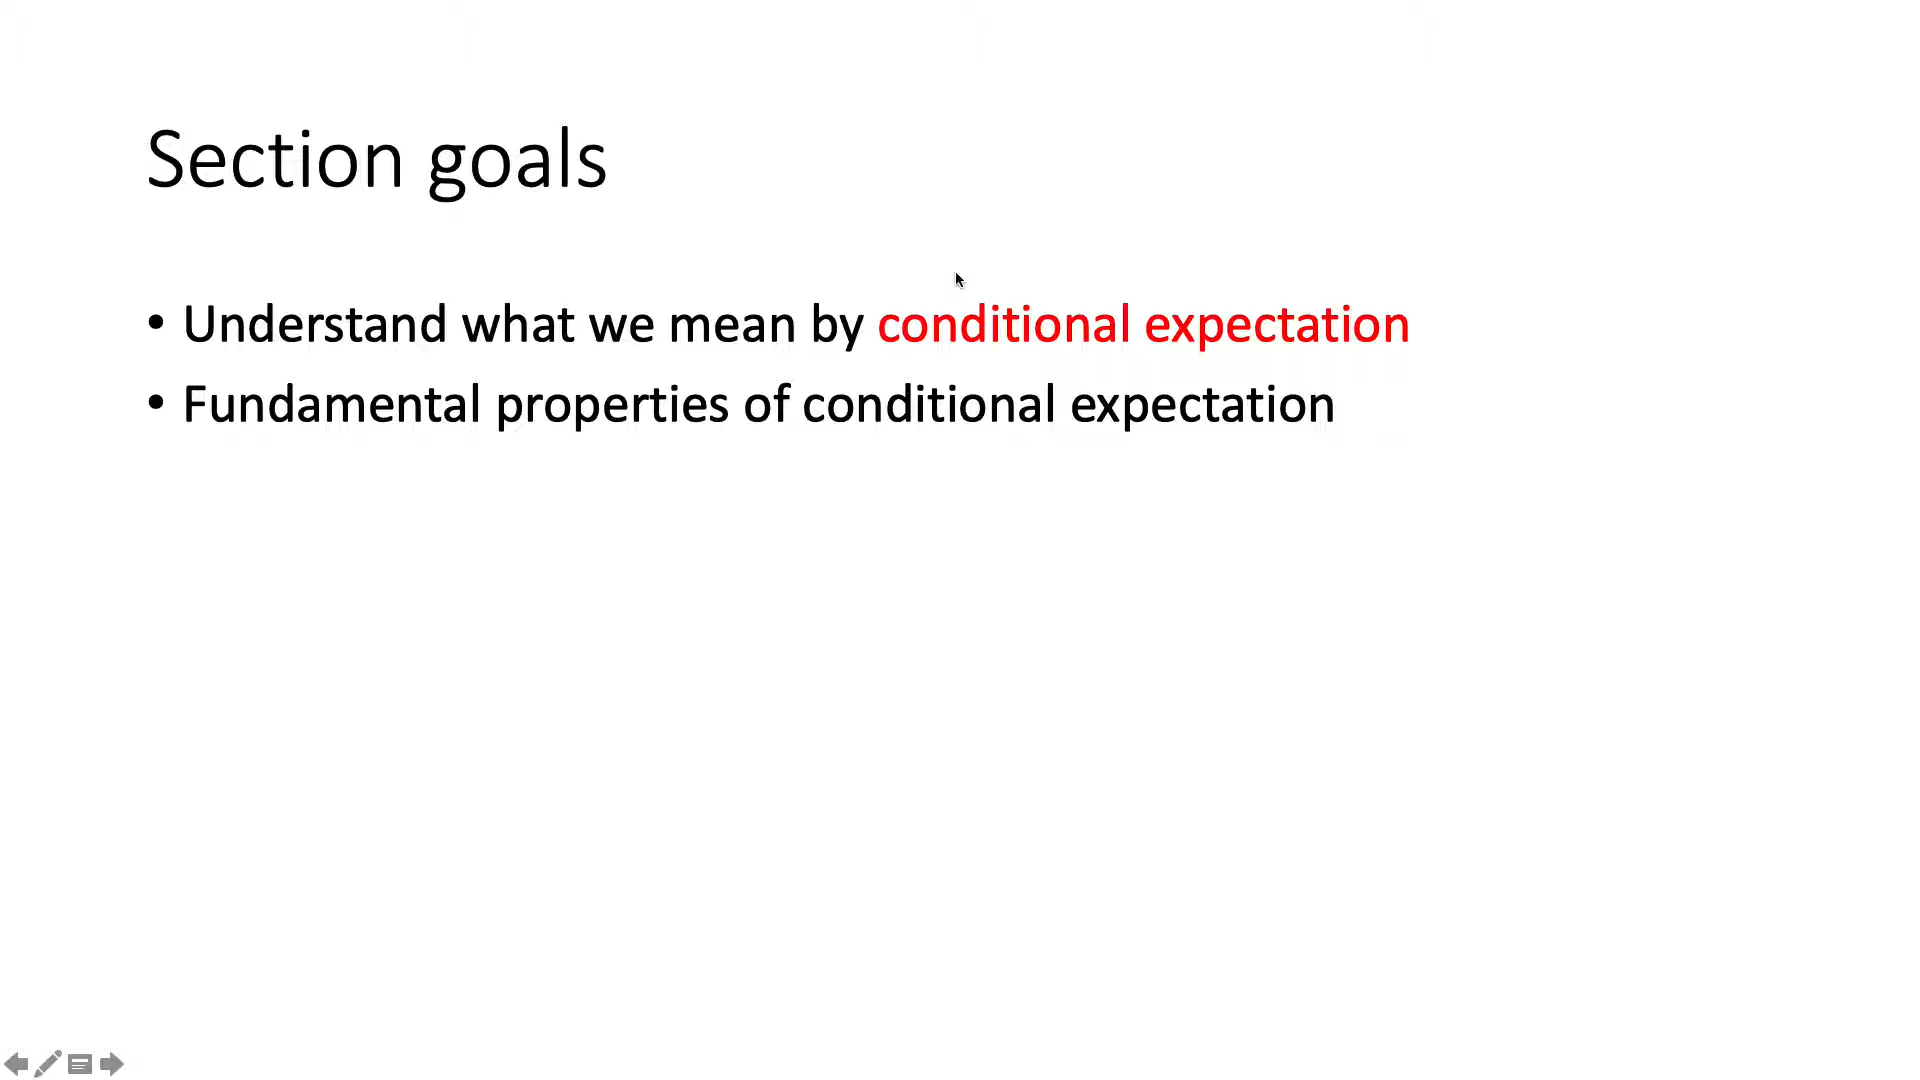 Section goals
• Understand what we mean by conditional expectation
• Fundamental properties of conditional expectation